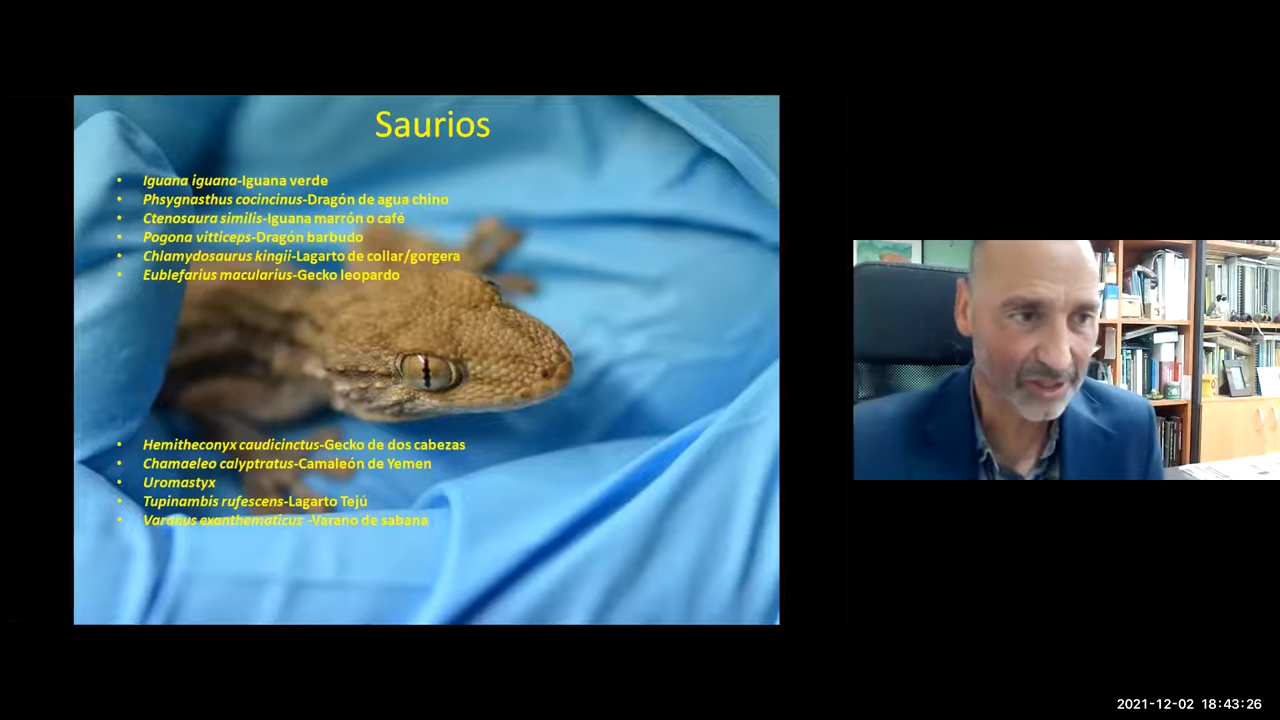 Saurios
• Iguana iguana-Iguana verde
• Phsygnasthus cocincinus-Dragón de agua chino
• Ctenosaura similis-Iguana marrón o café
• Pogona vitticeps-Dragón barbudo
• Chlamydosaurus kingii-Lagarto de collar/gorgera
• Eublefarius macularius-Gecko leopardo
• Hemitheconyx caudicinctus-Gecko de dos cabezas
• Chamaeleo calyptratus-Camaleón de Yemen
• Uromastyx
• Tupinambis rufescens-Lagarto Tejú
• Varanus exanthematicus -Varano de sabana
2021-12-02 18:43:26